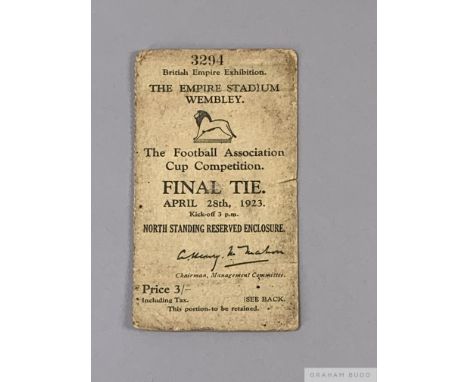 3294
British Empire Exhibition.
THE EMPIRE STADIUM
WEMBLEY.
The Football Association
Cup Competition.
FINAL TIE.
APRIL 28th, 1923.
Kick-off 3 p.m.
NORTH STANDING RESERVED ENCLOSURE.
Chairman, Management Committee.
Price 3/-
Including Tax.
(SEE BACK.
This portion to be retained.
GRAHAM BUDD